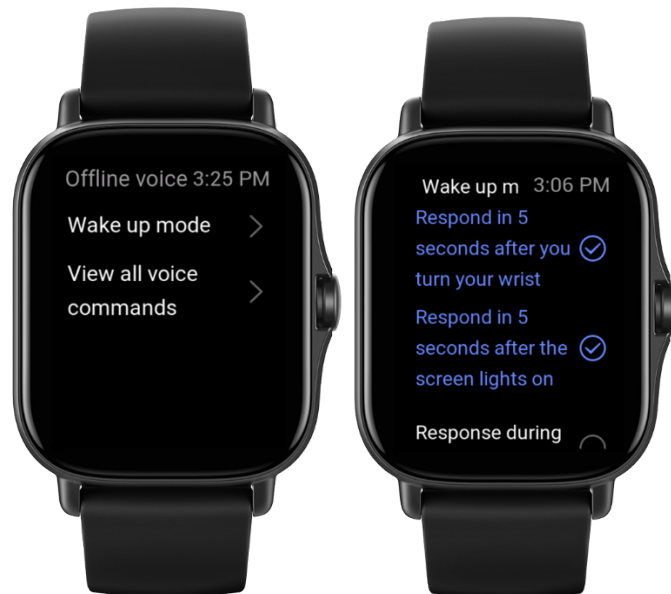 Offline voice 3:25 PM
Wake up mode
View all voice
commands
Wake up m 3:06 PM
Respond in 5
seconds after you
turn your wrist
Respond in 5
seconds after the
screen lights on
Response during